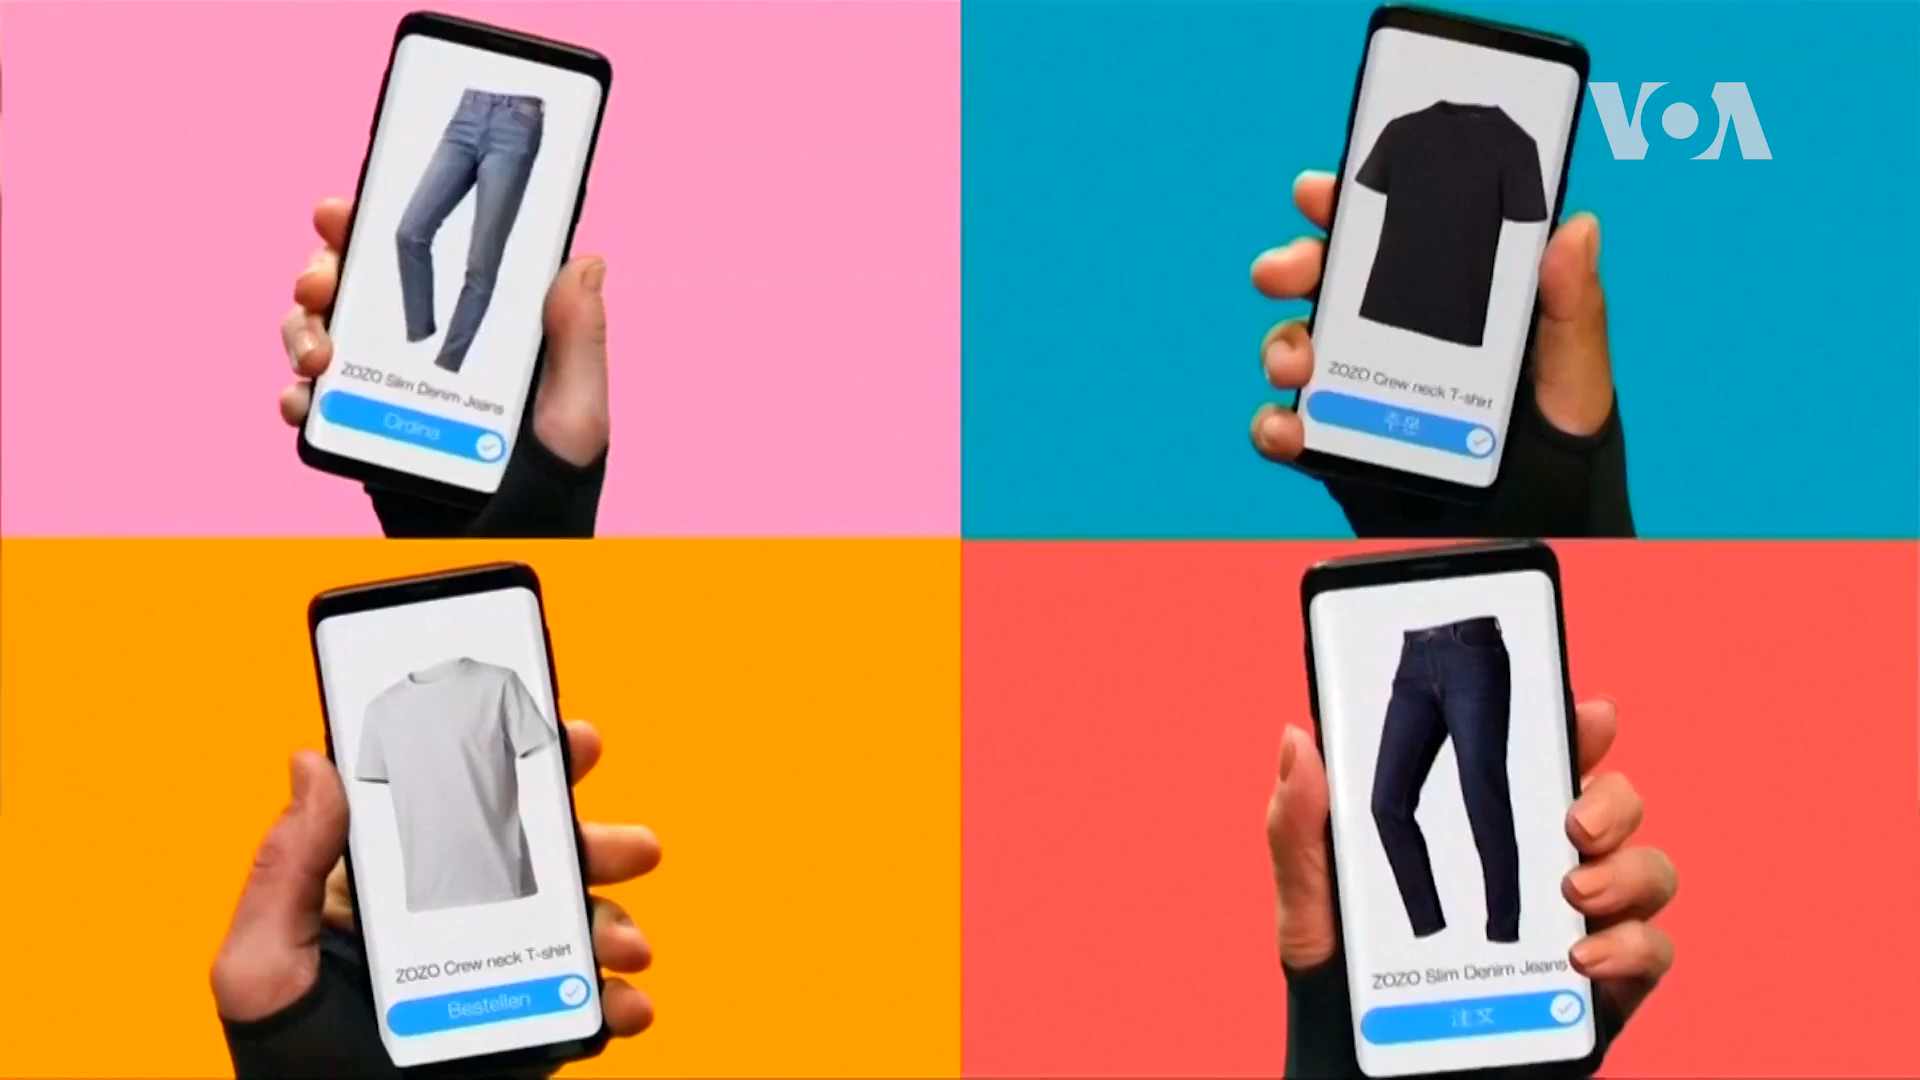 VOA
ZOZO Slim Denim Jeans
Ordina
ZOZO Crew neck T-shirt
주문
ZOZO Crew neck T-shirt
Bestellen
ZOZO Slim Denim Jeans
注文